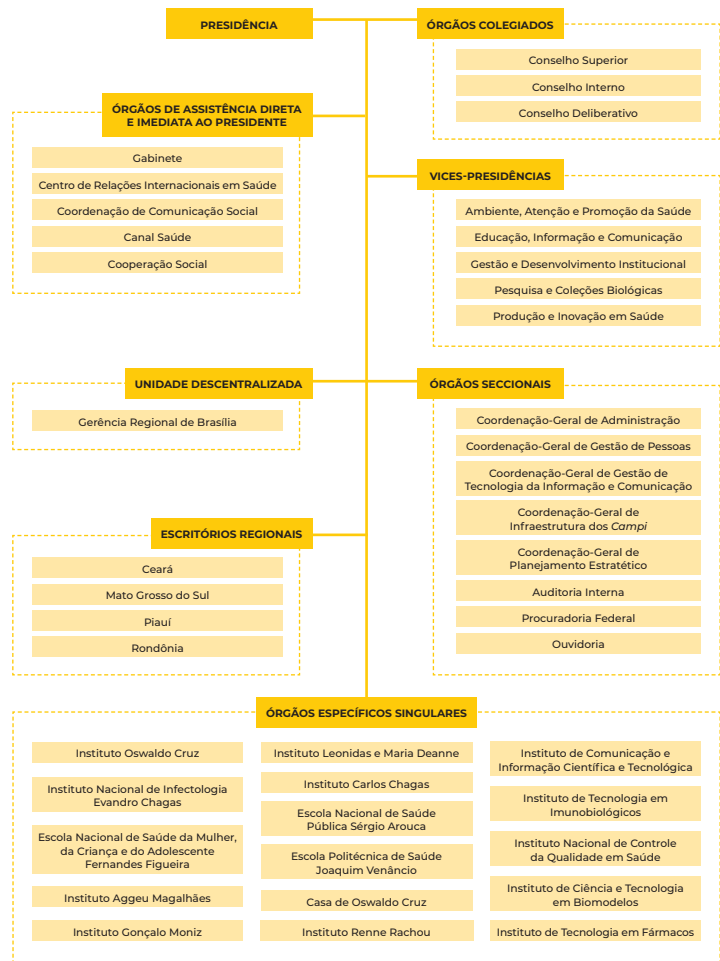 PRESIDÊNCIA
ÓRGÃOS COLEGIADOS
Conselho Superior
Conselho Interno
Conselho Deliberativo
ÓRGÃOS DE ASSISTÊNCIA DIRETA
E IMEDIATA AO PRESIDENTE
Gabinete
Centro de Relações Internacionais em Saúde
Coordenação de Comunicação Social
Canal Saúde
Cooperação Social
VICES-PRESIDÊNCIAS
Ambiente, Atenção e Promoção da Saúde
Educação, Informação e Comunicação
Gestão e Desenvolvimento Institucional
Pesquisa e Coleções Biológicas
Produção e Inovação em Saúde
UNIDADE DESCENTRALIZADA
Gerência Regional de Brasília
ÓRGÃOS SECCIONAIS
Coordenação-Geral de Administração
Coordenação-Geral de Gestão de Pessoas
Coordenação-Geral de Gestão de
Tecnologia da Informação e Comunicação
Coordenação-Geral de
Infraestrutura dos Campi
Coordenação-Geral de
Planejamento Estratético
Auditoria Interna
Procuradoria Federal
Ouvidoria
ESCRITÓRIOS REGIONAIS
Ceará
Mato Grosso do Sul
Piauí
Rondônia
ÓRGÃOS ESPECÍFICOS SINGULARES
Instituto Oswaldo Cruz
Instituto Nacional de Infectologia
Evandro Chagas
Escola Nacional de Saúde da Mulher,
da Criança e do Adolescente
Fernandes Figueira
Instituto Aggeu Magalhães
Instituto Gonçalo Moniz
Instituto Leonidas e Maria Deanne
Instituto Carlos Chagas
Escola Nacional de Saúde
Pública Sérgio Arouca
Escola Politécnica de Saúde
Joaquim Venâncio
Casa de Oswaldo Cruz
Instituto Renne Rachou
Instituto de Comunicação e
Informação Científica e Tecnológica
Instituto de Tecnologia em
Imunobiológicos
Instituto Nacional de Controle
da Qualidade em Saúde
Instituto de Ciência e Tecnologia
em Biomodelos
Instituto de Tecnologia em Fármacos